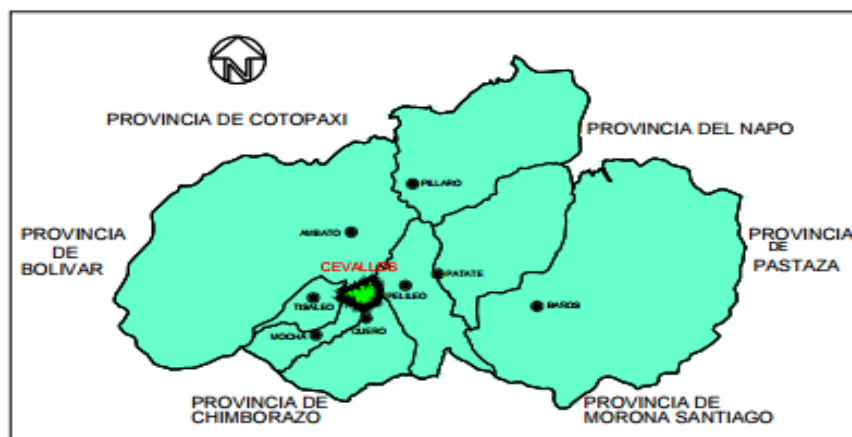 N
PROVINCIA DE COTOPAXI
PROVINCIA DEL NAPO
PILLARO
PROVINCIA
DE
BOLIVAR
AMBATO
PROVINCIA
DE
PASTAZA
CEVALLOS
PATATE
PELILEO
TISALEO
BAÑOS
QUERO
MOCHA
PROVINCIA DE
CHIMBORAZO
PROVINCIA DE
MORONA SANTIAGO